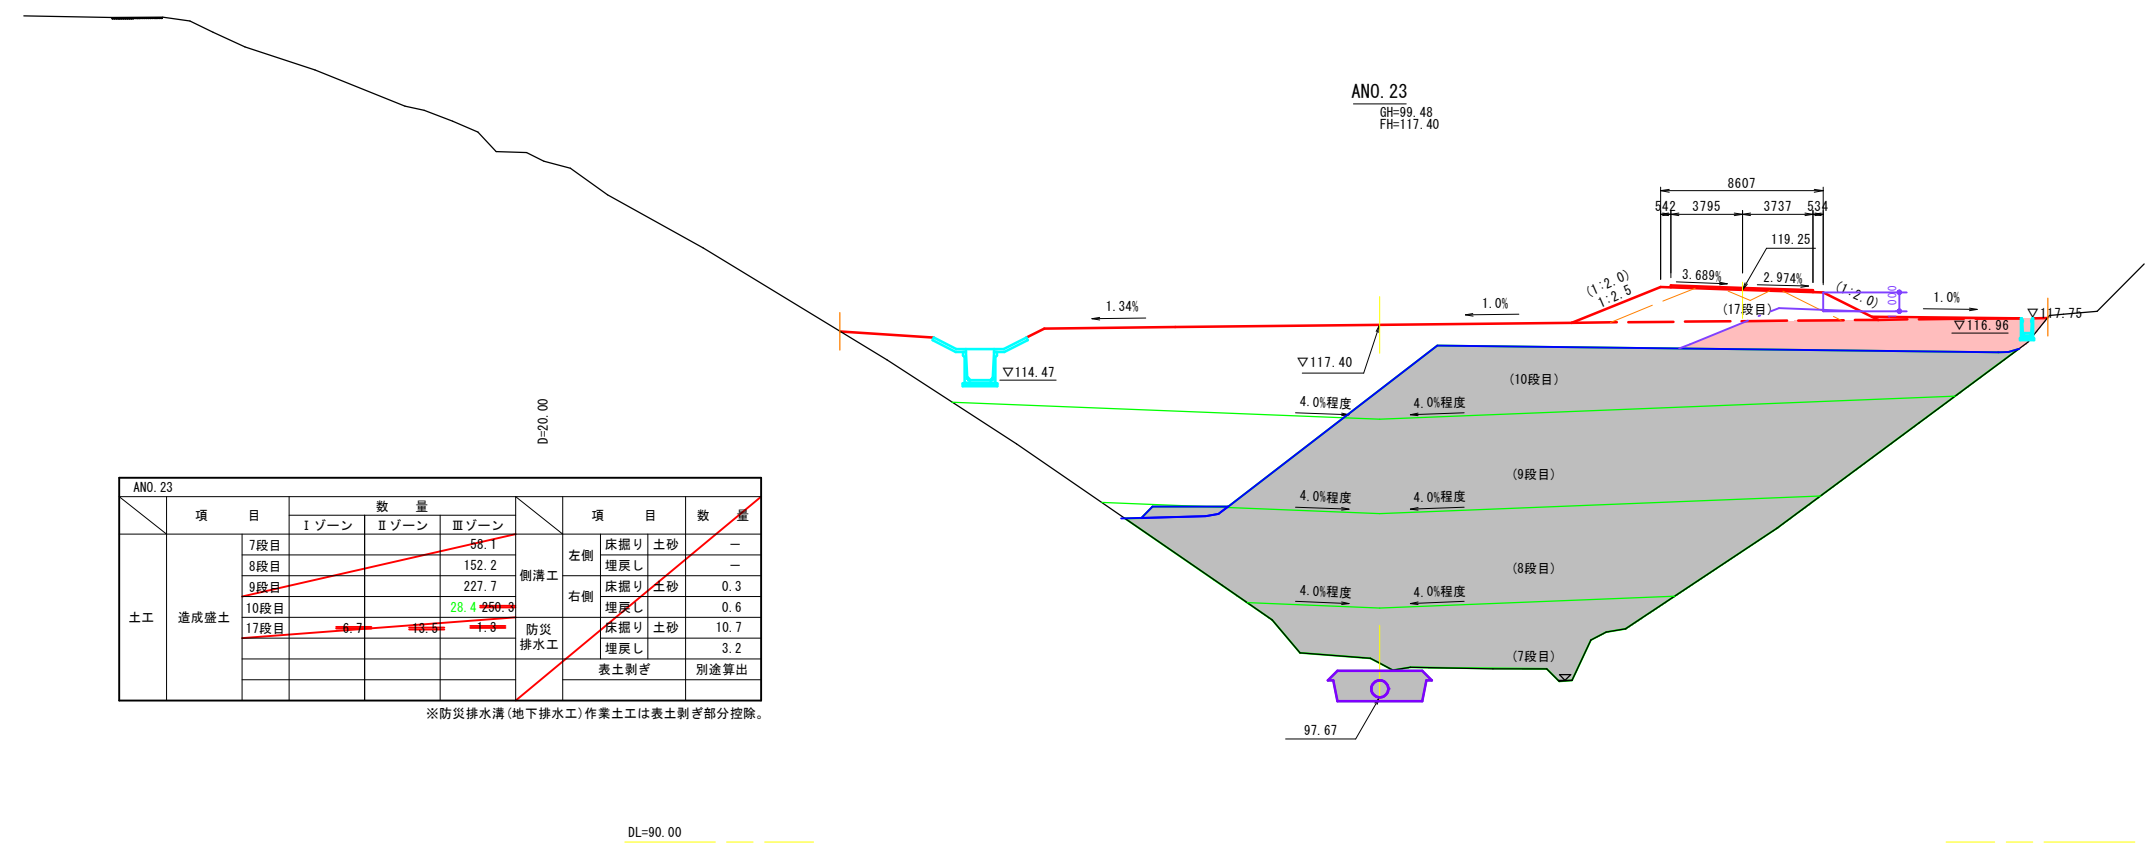 ANO.23
GH=99.48
FH=117.40
8607
542 3795 3737 534
119.25
3.689% 2.974%
(1:2.0)
1:2.5
(1:2.0)
(17段目)
1.34%
1.0%
1.0%
▽117.75
▽116.96
▽117.40
▽114.47
(10段目)
4.0%程度 4.0%程度
D=20.00
(9段目)
4.0%程度 4.0%程度
(8段目)
4.0%程度 4.0%程度
(7段目)
97.67
ANO.23
項 目 数 量 項 目 数 量
Ⅰゾーン Ⅱゾーン Ⅲゾーン
土工 造成盛土 7段目 58.1 側溝工 左側 床掘り 土砂 －
8段目 152.2 埋戻し －
9段目 227.7 右側 床掘り 土砂 0.3
10段目 28.4 250.3 埋戻し 0.6
17段目 6.7 13.5 1.3 防災排水工 床掘り 土砂 10.7
埋戻し 3.2
表土剥ぎ 別途算出
※防災排水溝(地下排水工)作業土工は表土剥ぎ部分控除。
DL=90.00